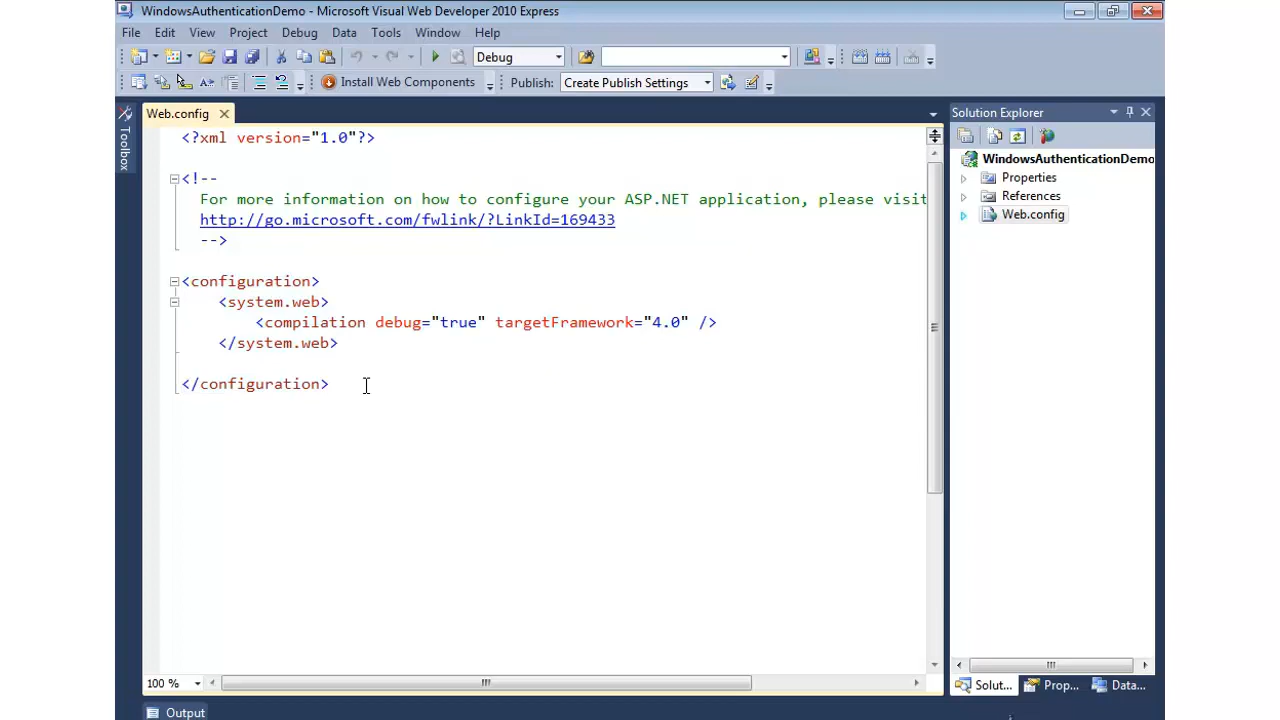 WindowsAuthenticationDemo - Microsoft Visual Web Developer 2010 Express
File Edit View Project Debug Data Tools Window Help
Debug
Install Web Components Publish: Create Publish Settings
Toolbox
Web.config
<?xml version="1.0"?>
<!--
For more information on how to configure your ASP.NET application, please visit
http://go.microsoft.com/fwlink/?LinkId=169433
-->
<configuration>
<system.web>
<compilation debug="true" targetFramework="4.0" />
</system.web>
</configuration>
100 %
Output
Solution Explorer
WindowsAuthenticationDemo
Properties
References
Web.config
Solut... Prop... Data...